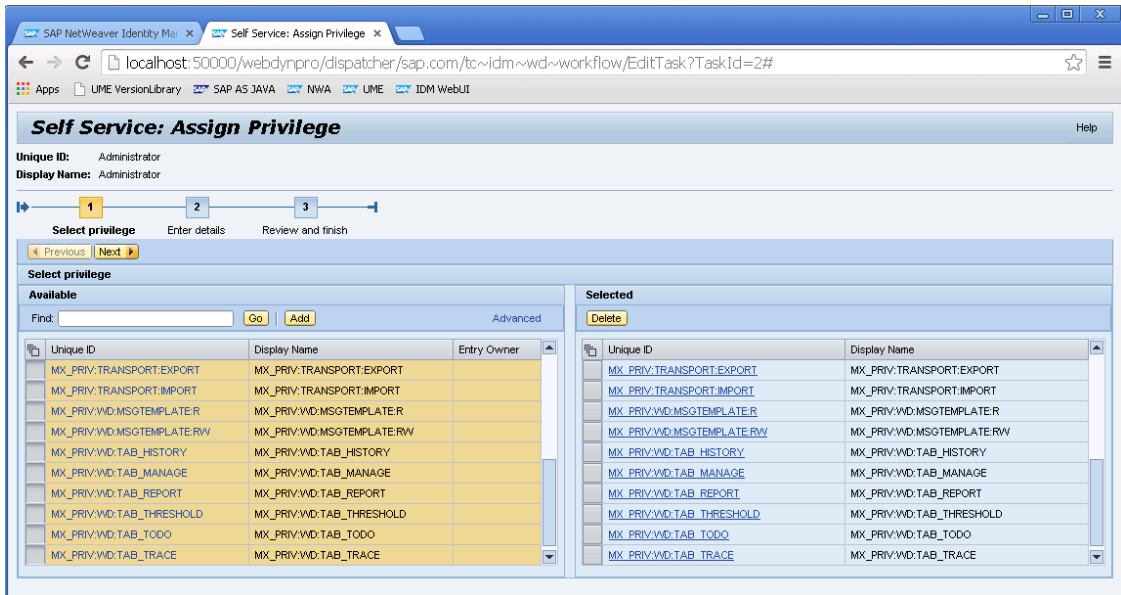 SAP NetWeaver Identity Mar
Self Service: Assign Privilege
localhost:50000/webdynpro/dispatcher/sap.com/tc~idm~wd~workflow/EditTask?TaskId=2#
Apps UME VersionLibrary SAP AS JAVA NWA UME IDM WebUI
Self Service: Assign Privilege Help
Unique ID: Administrator
Display Name: Administrator
1 2 3
Select privilege Enter details Review and finish
Previous Next
Select privilege
Available Selected
Find: Go Add Advanced Delete
Unique ID Display Name Entry Owner Unique ID Display Name
MX_PRIV:TRANSPORT:EXPORT MX_PRIV:TRANSPORT:EXPORT MX_PRIV:TRANSPORT:EXPORT MX_PRIV:TRANSPORT:EXPORT
MX_PRIV:TRANSPORT:IMPORT MX_PRIV:TRANSPORT:IMPORT MX_PRIV:TRANSPORT:IMPORT MX_PRIV:TRANSPORT:IMPORT
MX_PRIV:WD:MSGTEMPLATE:R MX_PRIV:WD:MSGTEMPLATE:R MX_PRIV:WD:MSGTEMPLATE:R MX_PRIV:WD:MSGTEMPLATE:R
MX_PRIV:WD:MSGTEMPLATE:RW MX_PRIV:WD:MSGTEMPLATE:RW MX_PRIV:WD:MSGTEMPLATE:RW MX_PRIV:WD:MSGTEMPLATE:RW
MX_PRIV:WD:TAB_HISTORY MX_PRIV:WD:TAB_HISTORY MX_PRIV:WD:TAB_HISTORY MX_PRIV:WD:TAB_HISTORY
MX_PRIV:WD:TAB_MANAGE MX_PRIV:WD:TAB_MANAGE MX_PRIV:WD:TAB_MANAGE MX_PRIV:WD:TAB_MANAGE
MX_PRIV:WD:TAB_REPORT MX_PRIV:WD:TAB_REPORT MX_PRIV:WD:TAB_REPORT MX_PRIV:WD:TAB_REPORT
MX_PRIV:WD:TAB_THRESHOLD MX_PRIV:WD:TAB_THRESHOLD MX_PRIV:WD:TAB_THRESHOLD MX_PRIV:WD:TAB_THRESHOLD
MX_PRIV:WD:TAB_TODO MX_PRIV:WD:TAB_TODO MX_PRIV:WD:TAB_TODO MX_PRIV:WD:TAB_TODO
MX_PRIV:WD:TAB_TRACE MX_PRIV:WD:TAB_TRACE MX_PRIV:WD:TAB_TRACE MX_PRIV:WD:TAB_TRACE